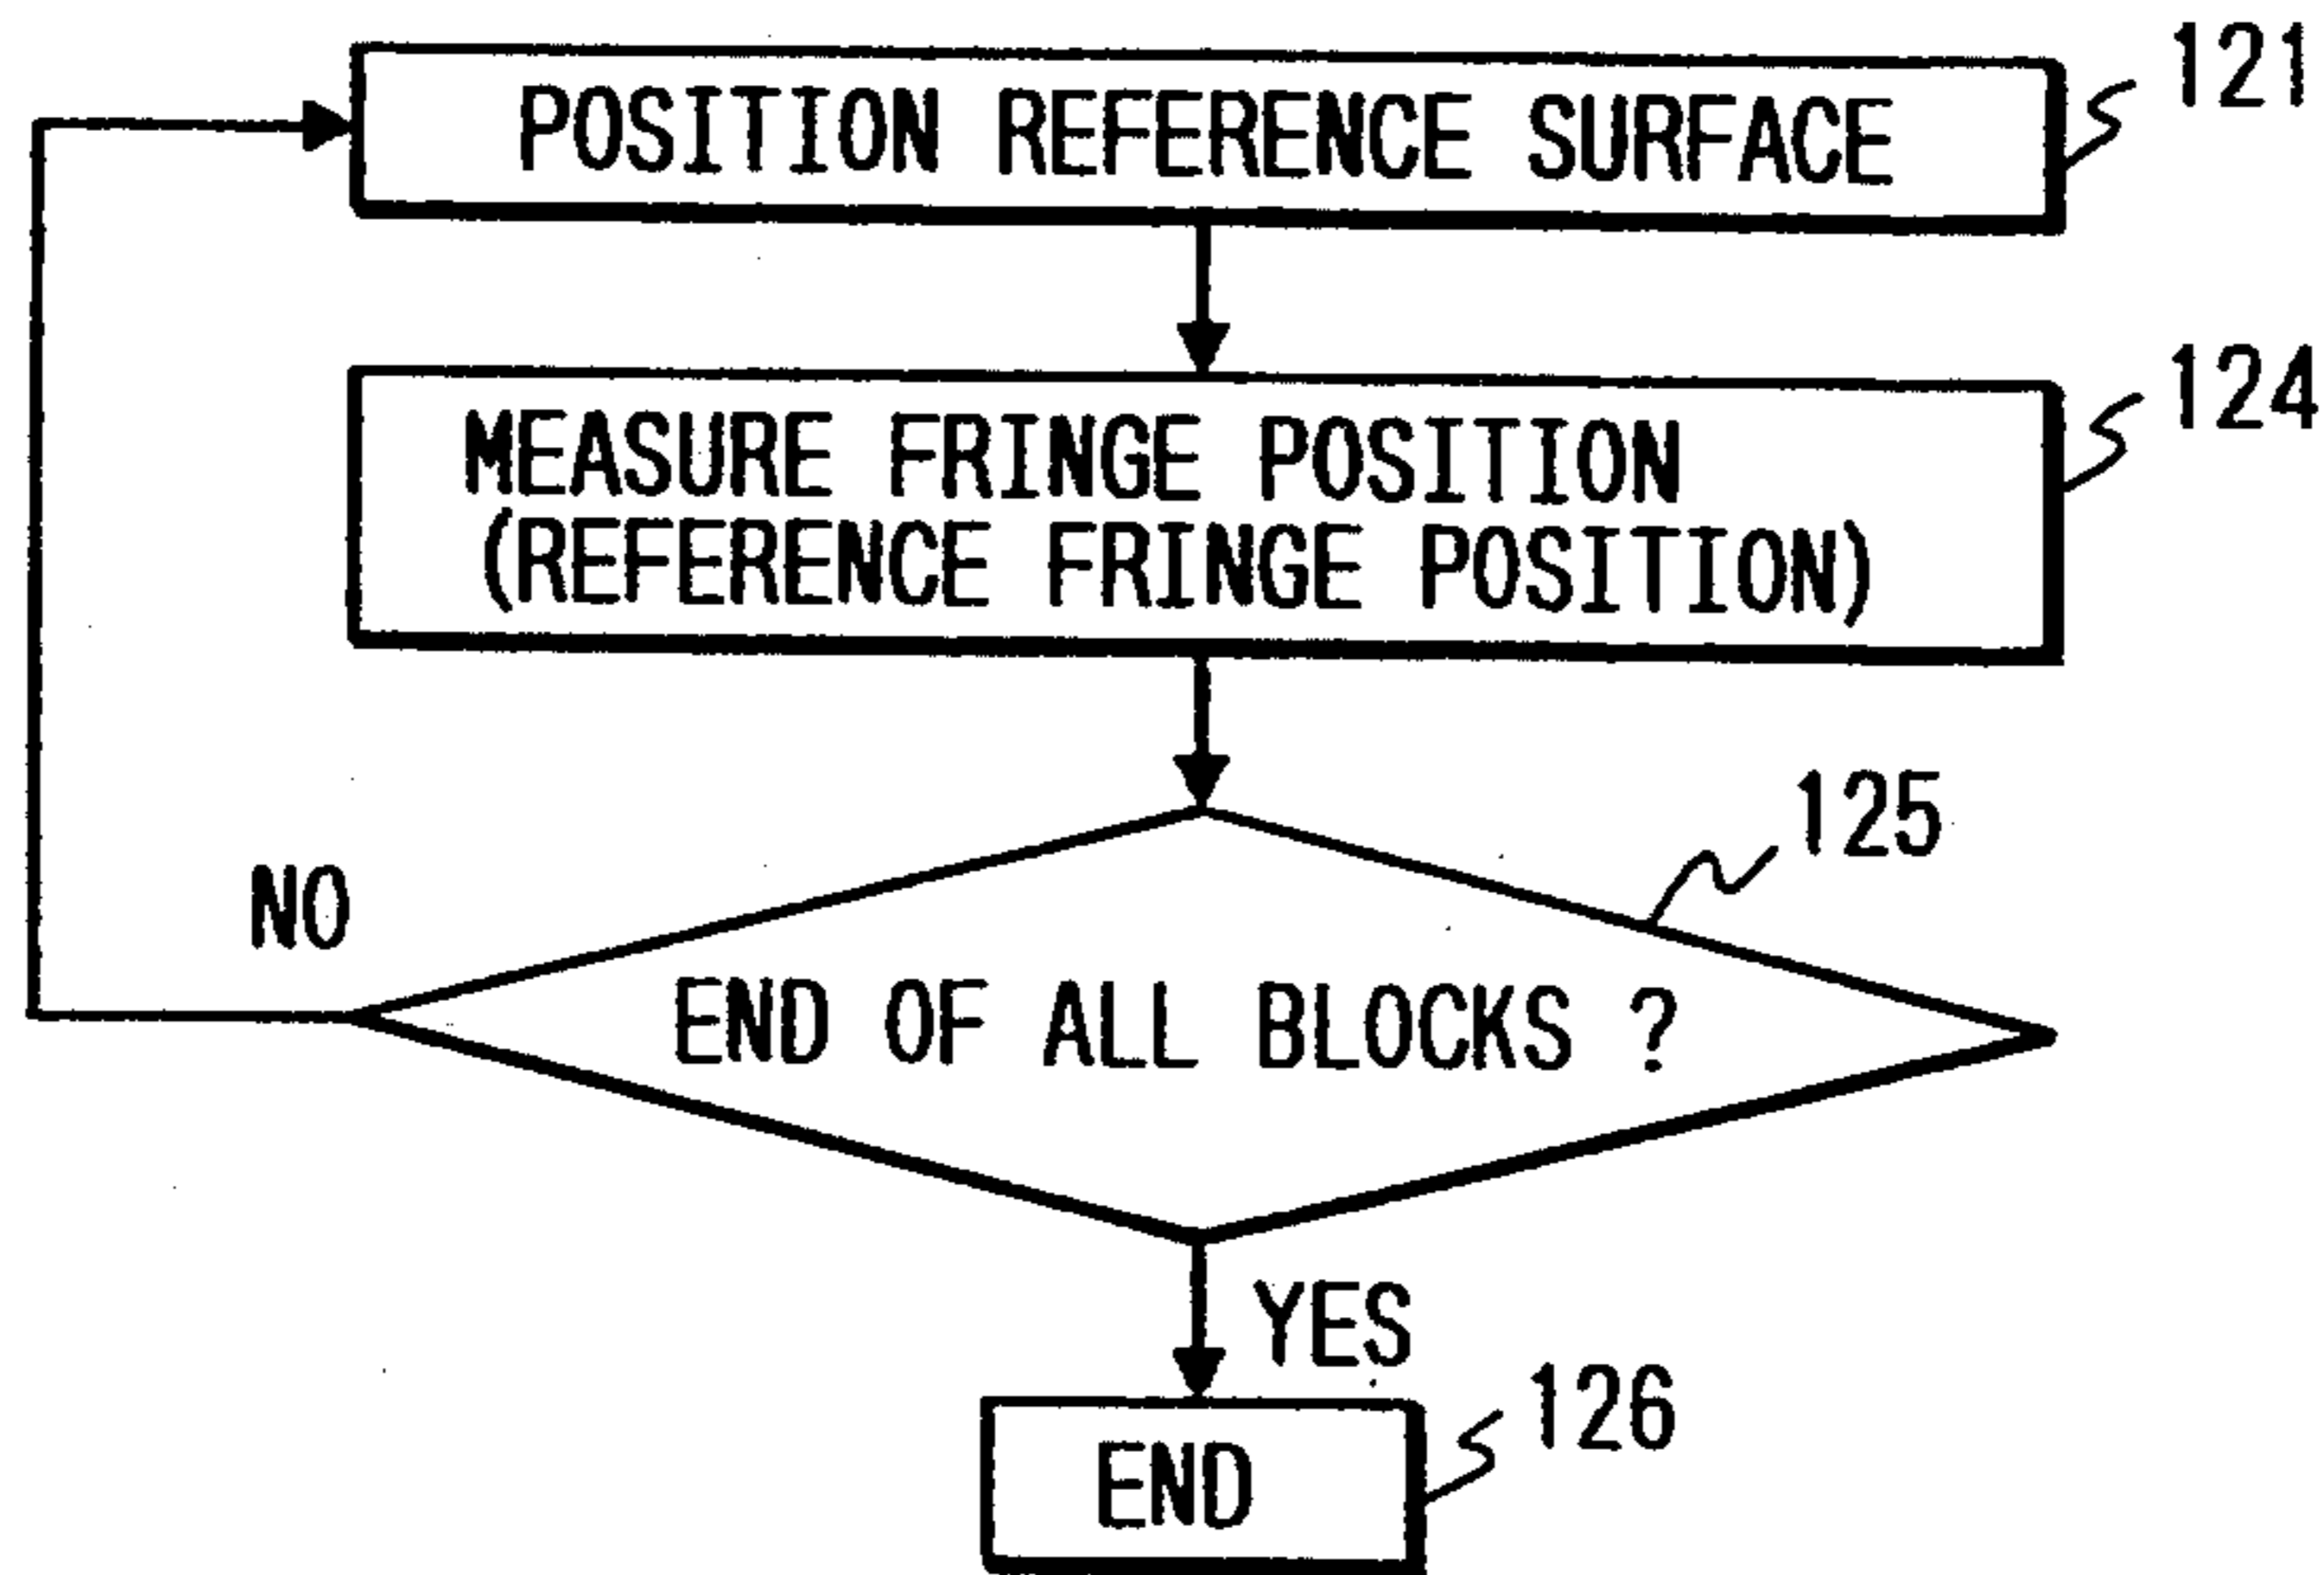 POSITION REFERENCE SURFACE
121
MEASURE FRINGE POSITION
(REFERENCE FRINGE POSITION)
124
125
NO
END OF ALL BLOCKS ?
YES
END
126